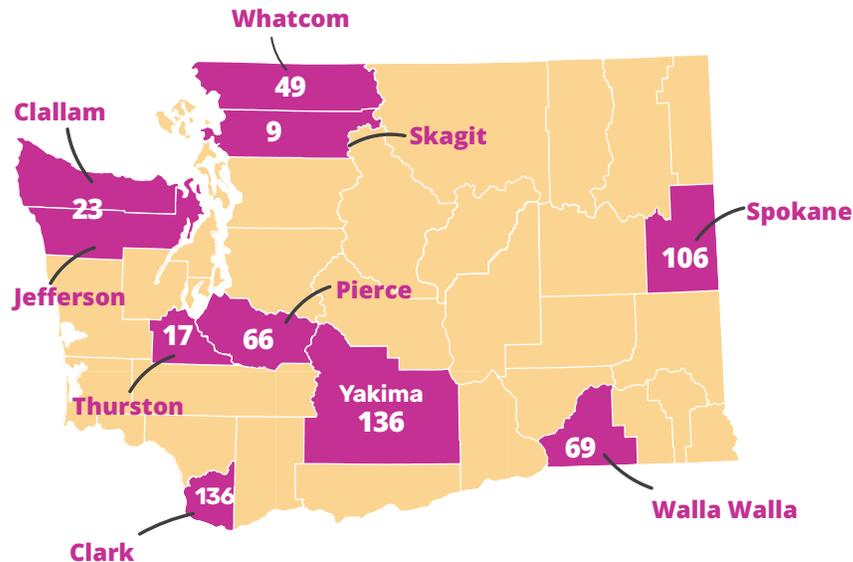 Whatcom
49
Clallam
9
Skagit
23
Spokane
106
Jefferson
Pierce
17
66
Yakima
136
Thurston
69
136
Walla Walla
Clark